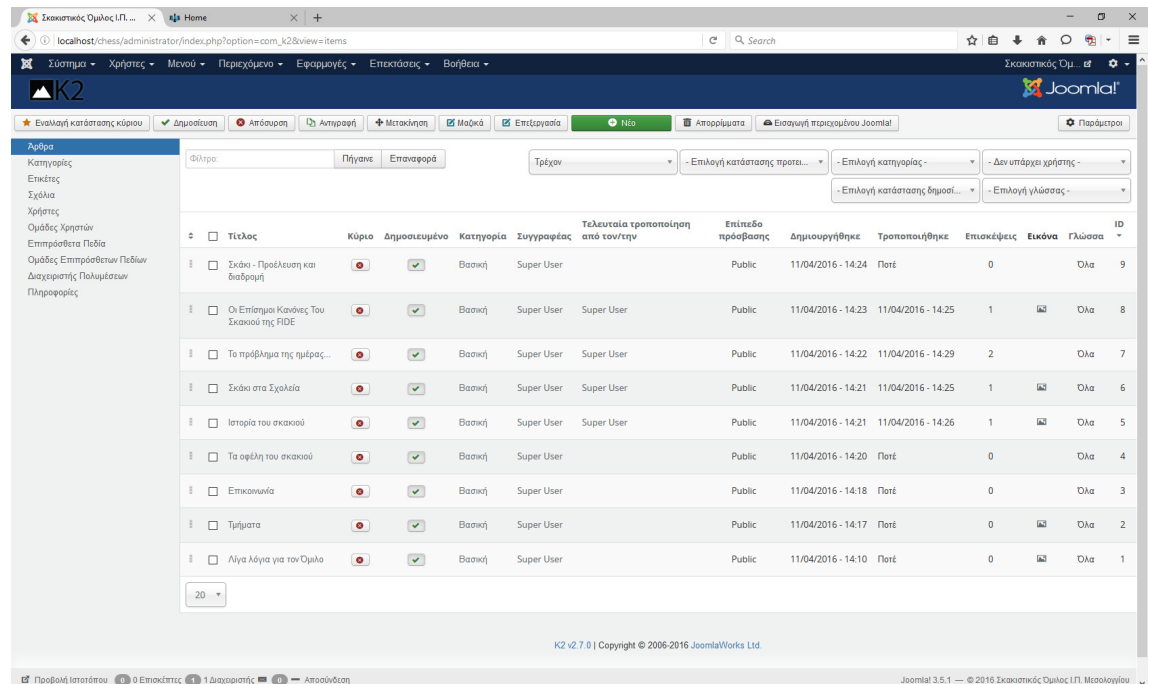 Σκακιστικός Όμιλος Ι.Π. ... Home
localhost/chess/administrator/index.php?option=com_k2&view=items Search
Σύστημα Χρήστες Μενού Περιεχόμενο Εφαρμογές Επεκτάσεις Βοήθεια Σκακιστικός Όμ...
K2 Joomla!
Εναλλαγή κατάστασης κύριου Δημοσίευση Απόσυρση Αντιγραφή Μετακίνηση Μαζικά Επεξεργασία Νέο Απορρίμματα Εισαγωγή περιεχομένου Joomla! Παράμετροι
Άρθρα
Κατηγορίες
Ετικέτες
Σχόλια
Χρήστες
Ομάδες Χρηστών
Επιπρόσθετα Πεδία
Ομάδες Επιπρόσθετων Πεδίων
Διαχειριστής Πολυμέσων
Πληροφορίες
Φίλτρο: Πήγαινε Επαναφορά Τρέχον - Επιλογή κατάστασης προτει... - Επιλογή κατηγορίας - - Δεν υπάρχει χρήστης -
- Επιλογή κατάστασης δημοσί... - Επιλογή γλώσσας -
Τίτλος Κύριο Δημοσιευμένο Κατηγορία Συγγραφέας Τελευταία τροποποίηση από τον/την Επίπεδο πρόσβασης Δημιουργήθηκε Τροποποιήθηκε Επισκέψεις Εικόνα Γλώσσα ID
Σκάκι - Προέλευση και διαδρομή Βασική Super User Public 11/04/2016 - 14:24 Ποτέ 0 Όλα 9
Οι Επίσημοι Κανόνες Του Σκακιού της FIDE Βασική Super User Super User Public 11/04/2016 - 14:23 11/04/2016 - 14:25 1 Όλα 8
Το πρόβλημα της ημέρας... Βασική Super User Super User Public 11/04/2016 - 14:22 11/04/2016 - 14:29 2 Όλα 7
Σκάκι στα Σχολεία Βασική Super User Super User Public 11/04/2016 - 14:21 11/04/2016 - 14:25 1 Όλα 6
Ιστορία του σκακιού Βασική Super User Super User Public 11/04/2016 - 14:21 11/04/2016 - 14:26 1 Όλα 5
Τα οφέλη του σκακιού Βασική Super User Public 11/04/2016 - 14:20 Ποτέ 0 Όλα 4
Επικοινωνία Βασική Super User Public 11/04/2016 - 14:18 Ποτέ 0 Όλα 3
Τμήματα Βασική Super User Public 11/04/2016 - 14:17 Ποτέ 0 Όλα 2
Λίγα λόγια για τον Όμιλο Βασική Super User Public 11/04/2016 - 14:10 Ποτέ 0 Όλα 1
20
K2 v2.7.0 | Copyright © 2006-2016 JoomlaWorks Ltd.
Προβολή Ιστοτόπου 0 0 Επισκέπτες 1 1 Διαχειριστής 0 Αποσύνδεση Joomla! 3.5.1 — © 2016 Σκακιστικός Όμιλος Ι.Π. Μεσολογγίου